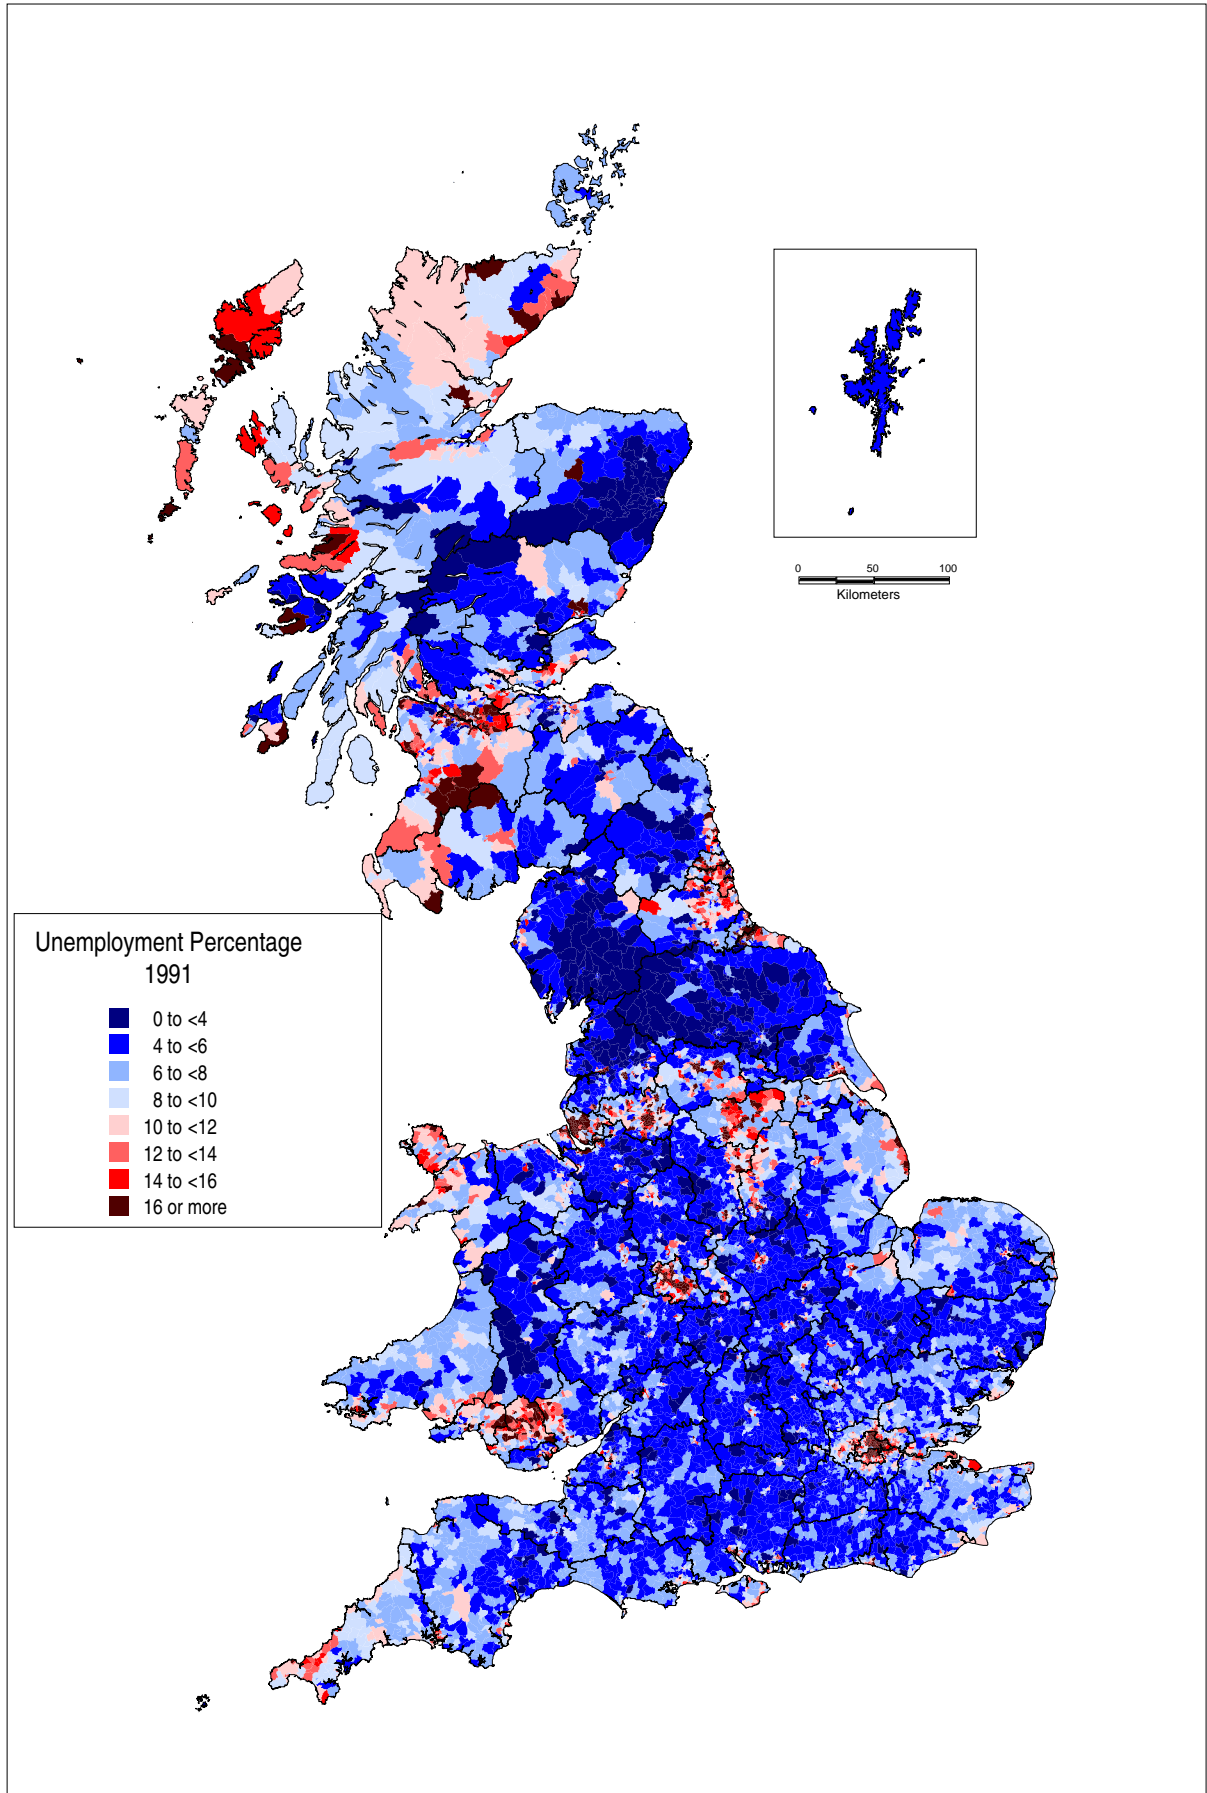 0 50 100
Kilometers
Unemployment Percentage
1991
0 to <4
4 to <6
6 to <8
8 to <10
10 to <12
12 to <14
14 to <16
16 or more